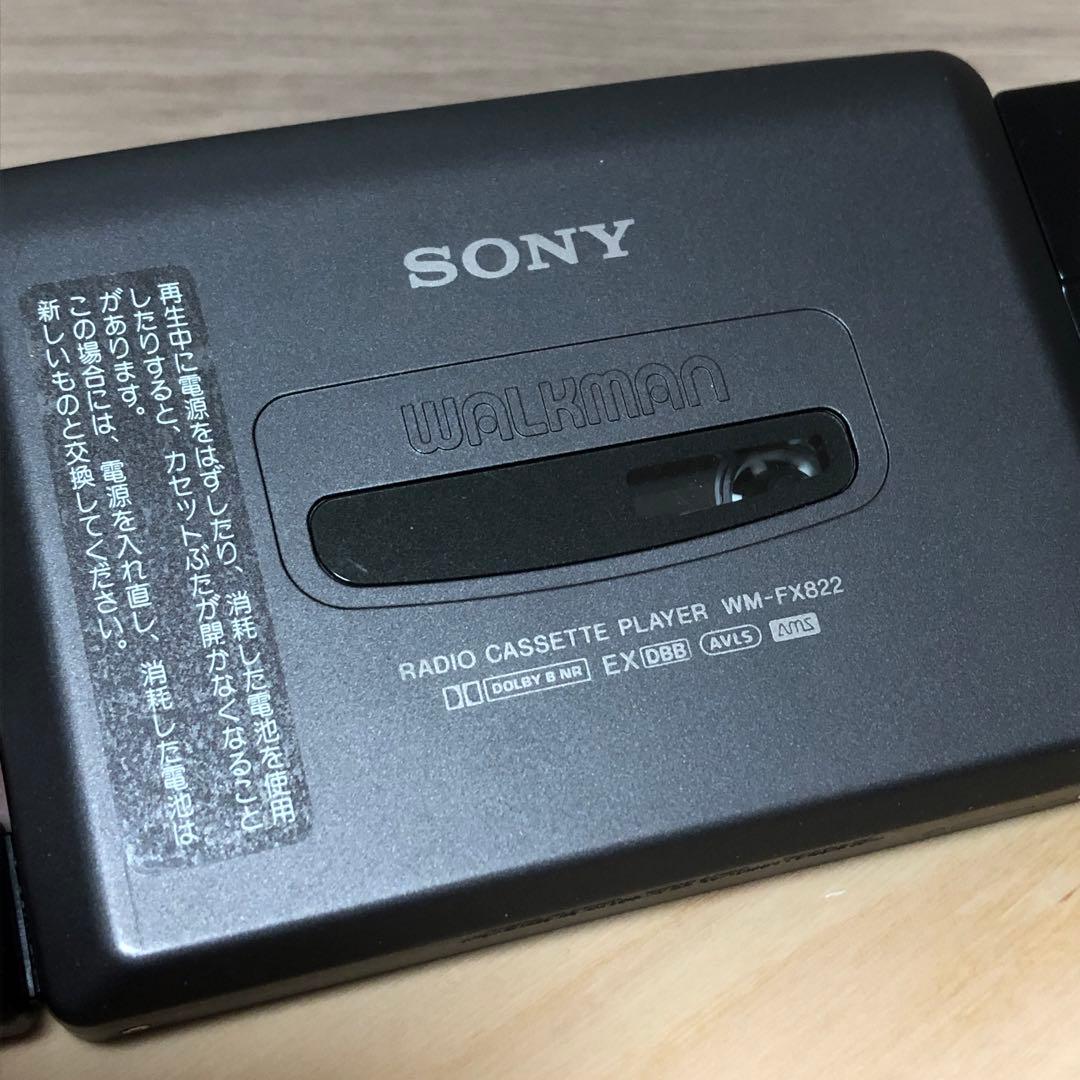 SONY
WALKMAN
RADIO CASSETTE PLAYER WM-FX822
DOLBY B NR EX DBB AVLS AMS
再生中に電源をはずしたり、消耗した電池を使用
したりすると、カセットぶたが開かなくなること
があります。
この場合には、電源を入れ直し、消耗した電池は
新しいものと交換してください。